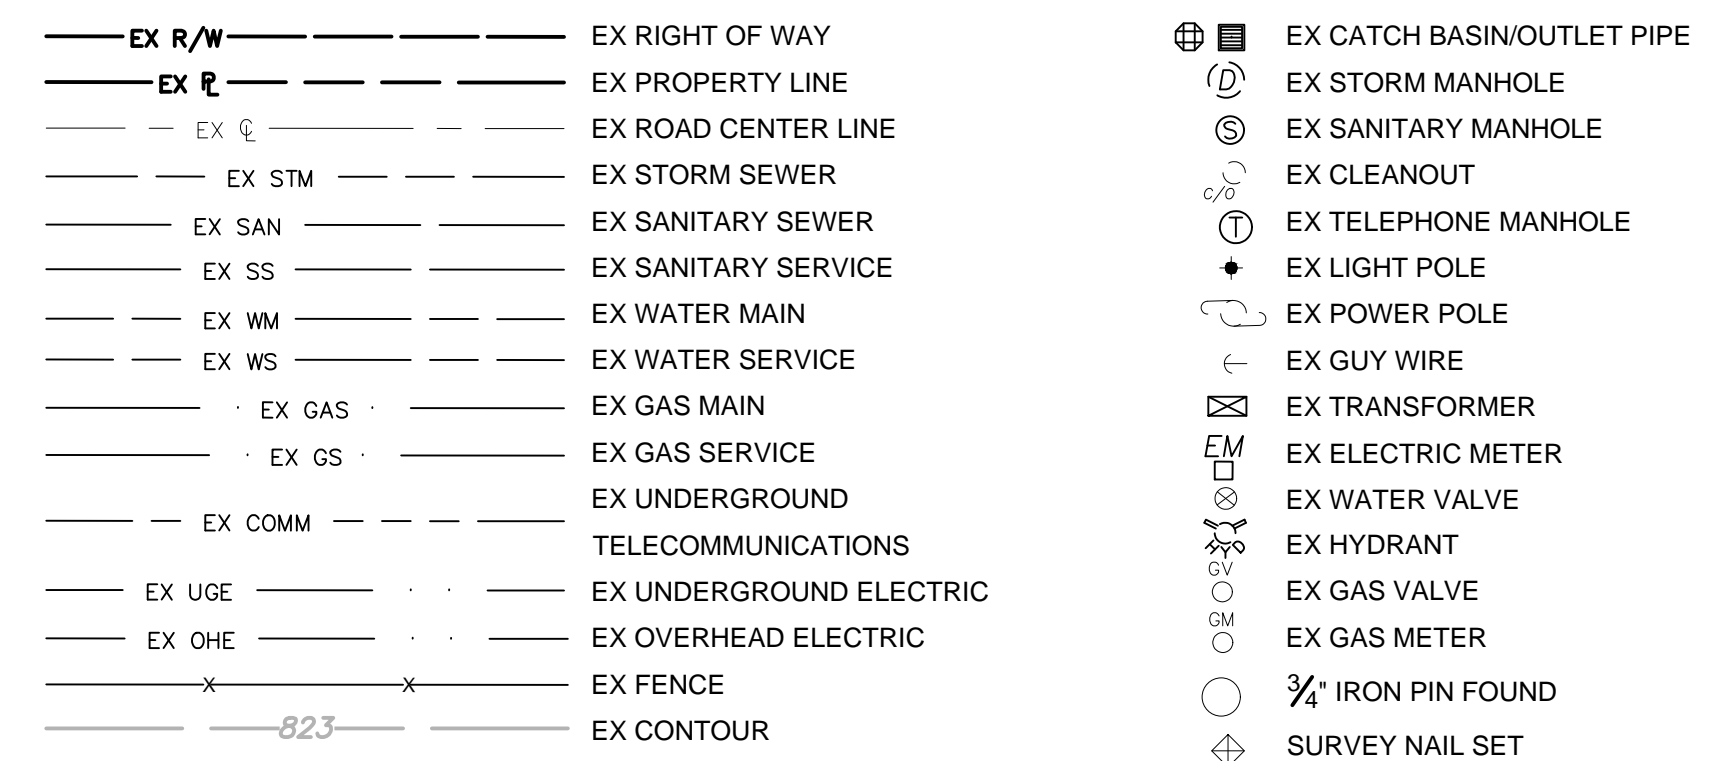 EX R/W EX RIGHT OF WAY
EX ⅊ EX PROPERTY LINE
EX ℄ EX ROAD CENTER LINE
EX STM EX STORM SEWER
EX SAN EX SANITARY SEWER
EX SS EX SANITARY SERVICE
EX WM EX WATER MAIN
EX WS EX WATER SERVICE
EX GAS EX GAS MAIN
EX GS EX GAS SERVICE
EX COMM EX UNDERGROUND
TELECOMMUNICATIONS
EX UGE EX UNDERGROUND ELECTRIC
EX OHE EX OVERHEAD ELECTRIC
X X EX FENCE
823 EX CONTOUR
EX CATCH BASIN/OUTLET PIPE
D EX STORM MANHOLE
S EX SANITARY MANHOLE
c/o EX CLEANOUT
T EX TELEPHONE MANHOLE
EX LIGHT POLE
EX POWER POLE
EX GUY WIRE
EX TRANSFORMER
EM EX ELECTRIC METER
EX WATER VALVE
HYD EX HYDRANT
GV EX GAS VALVE
GM EX GAS METER
3/4" IRON PIN FOUND
SURVEY NAIL SET